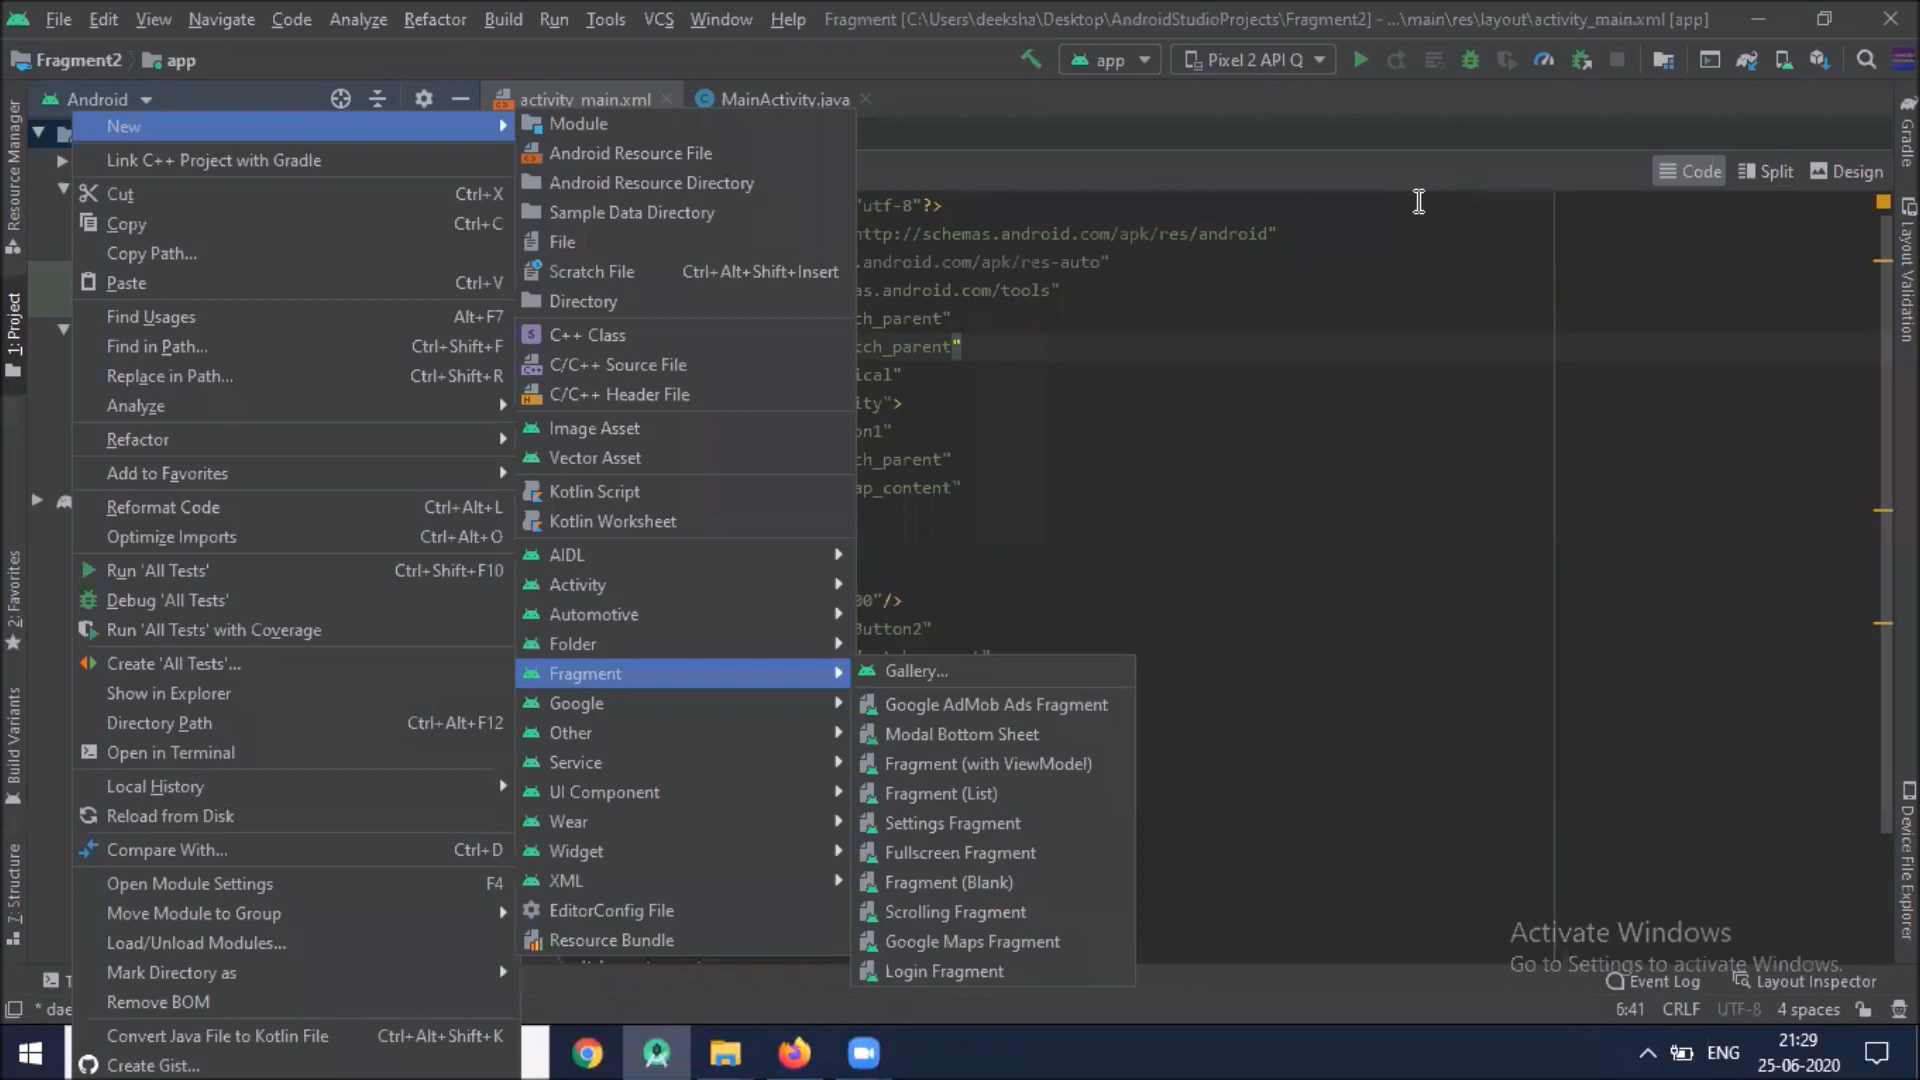 File Edit View Navigate Code Analyze Refactor Build Run Tools VCS Window Help Fragment [C:\Users\deeksha\Desktop\AndroidStudioProjects\Fragment2] - ...\main\res\layout\activity_main.xml [app]
Fragment2 app app Pixel 2 API Q
Android activity_main.xml MainActivity.java
Resource Manager
1: Project
2: Favorites
Build Variants
7: Structure
New
Link C++ Project with Gradle
Cut Ctrl+X
Copy Ctrl+C
Copy Path...
Paste Ctrl+V
Find Usages Alt+F7
Find in Path... Ctrl+Shift+F
Replace in Path... Ctrl+Shift+R
Analyze
Refactor
Add to Favorites
Reformat Code Ctrl+Alt+L
Optimize Imports Ctrl+Alt+O
Run 'All Tests' Ctrl+Shift+F10
Debug 'All Tests'
Run 'All Tests' with Coverage
Create 'All Tests'...
Show in Explorer
Directory Path Ctrl+Alt+F12
Open in Terminal
Local History
Reload from Disk
Compare With... Ctrl+D
Open Module Settings F4
Move Module to Group
Load/Unload Modules...
Mark Directory as
Remove BOM
Convert Java File to Kotlin File Ctrl+Alt+Shift+K
Create Gist...
Module
Android Resource File
Android Resource Directory
Sample Data Directory
File
Scratch File Ctrl+Alt+Shift+Insert
Directory
C++ Class
C/C++ Source File
C/C++ Header File
Image Asset
Vector Asset
Kotlin Script
Kotlin Worksheet
AIDL
Activity
Automotive
Folder
Fragment
Google
Other
Service
UI Component
Wear
Widget
XML
EditorConfig File
Resource Bundle
Gallery...
Google AdMob Ads Fragment
Modal Bottom Sheet
Fragment (with ViewModel)
Fragment (List)
Settings Fragment
Fullscreen Fragment
Fragment (Blank)
Scrolling Fragment
Google Maps Fragment
Login Fragment
Code Split Design
"utf-8"?>
http://schemas.android.com/apk/res/android"
.android.com/apk/res-auto"
as.android.com/tools"
ch_parent"
tch_parent"
ical"
ity">
on1"
ch_parent"
ap_content"
00"/>
Button2"
Gradle
Layout Validation
Device File Explorer
Activate Windows
Go to Settings to activate Windows.
Event Log Layout Inspector
* dae
6:41 CRLF UTF-8 4 spaces
ENG
21:29
25-06-2020